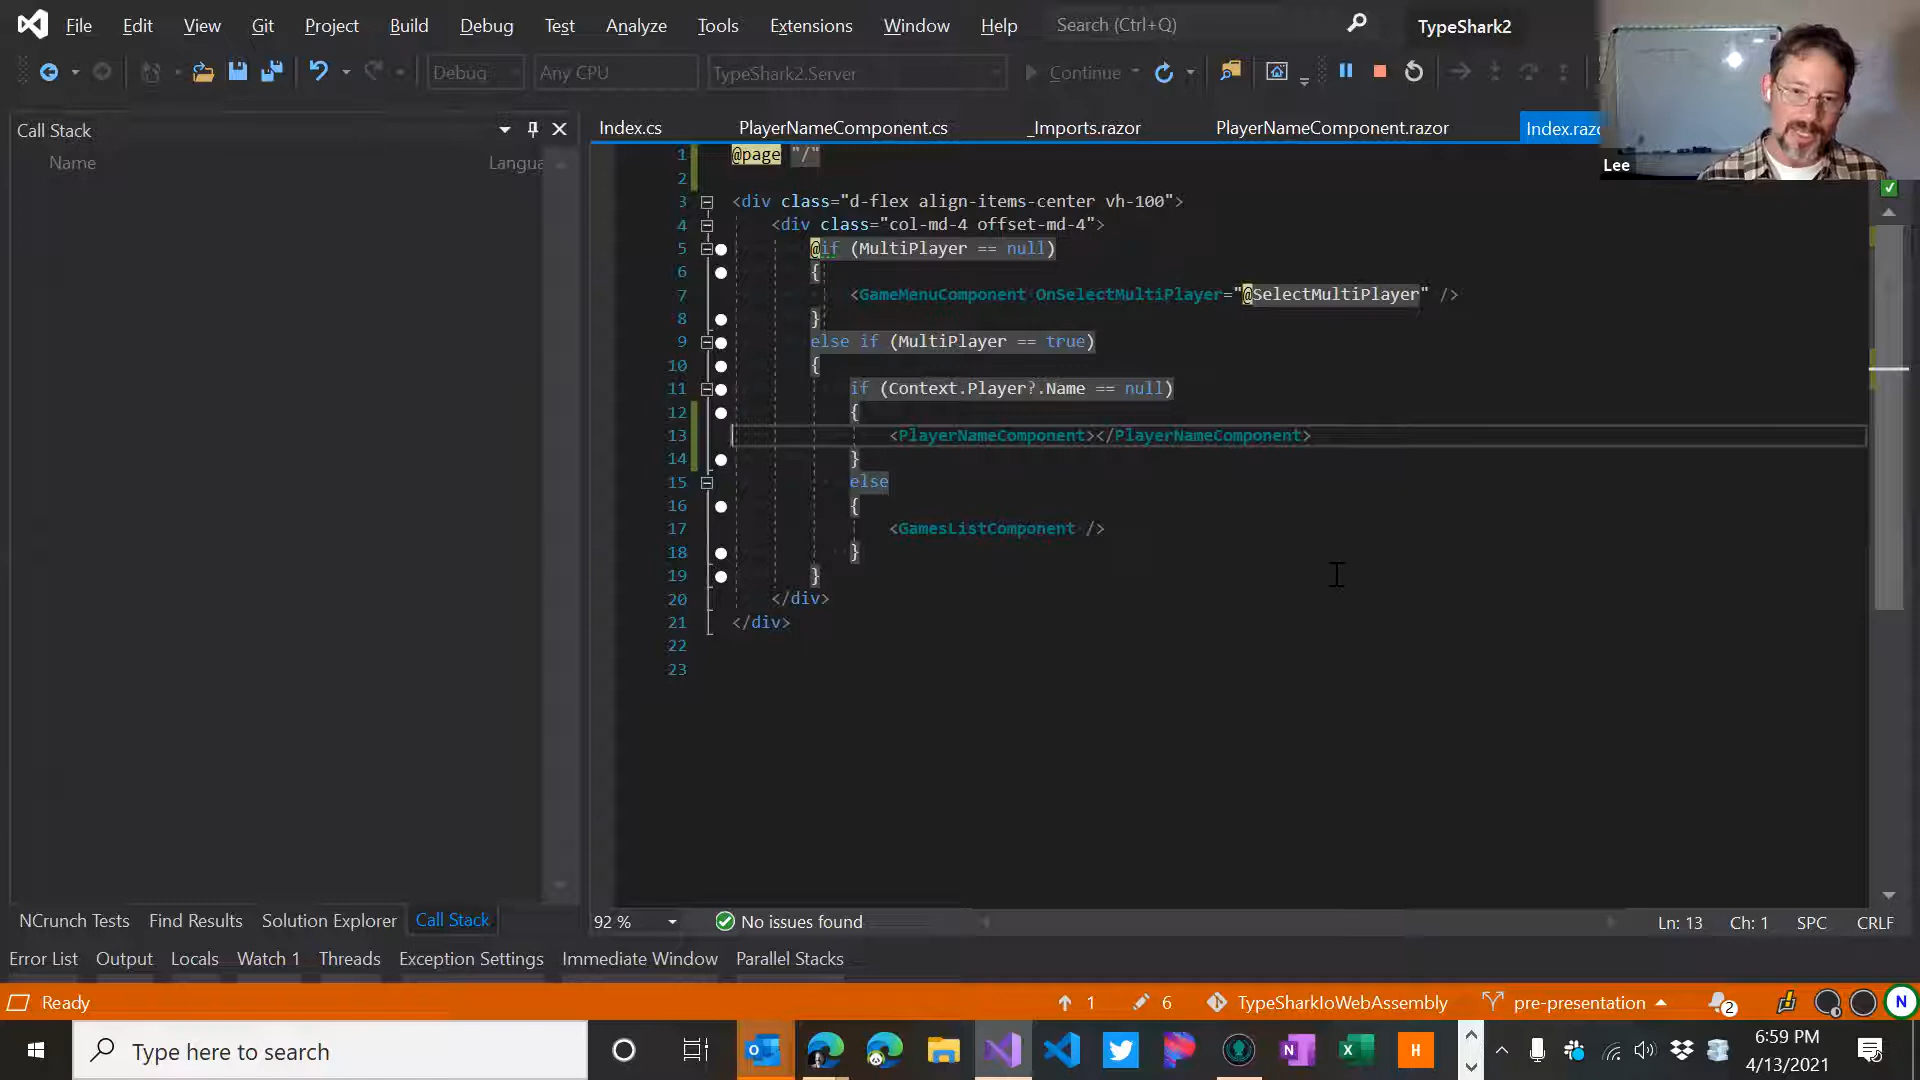 File Edit View Git Project Build Debug Test Analyze Tools Extensions Window Help Search (Ctrl+Q) TypeShark2
Debug Any CPU TypeShark2.Server Continue
Call Stack
Name Langua
Index.cs PlayerNameComponent.cs _Imports.razor PlayerNameComponent.razor Index.razo
Lee
1 @page "/"
2
3 <div class="d-flex align-items-center vh-100">
4 <div class="col-md-4 offset-md-4">
5 @if (MultiPlayer == null)
6 {
7 <GameMenuComponent OnSelectMultiPlayer="@SelectMultiPlayer" />
8 }
9 else if (MultiPlayer == true)
10 {
11 if (Context.Player?.Name == null)
12 {
13 <PlayerNameComponent></PlayerNameComponent>
14 }
15 else
16 {
17 <GamesListComponent />
18 }
19 }
20 </div>
21 </div>
22
23
NCrunch Tests Find Results Solution Explorer Call Stack
92 % No issues found Ln: 13 Ch: 1 SPC CRLF
Error List Output Locals Watch 1 Threads Exception Settings Immediate Window Parallel Stacks
Ready 1 6 TypeSharkIoWebAssembly pre-presentation 2 N
Type here to search H 6:59 PM
4/13/2021